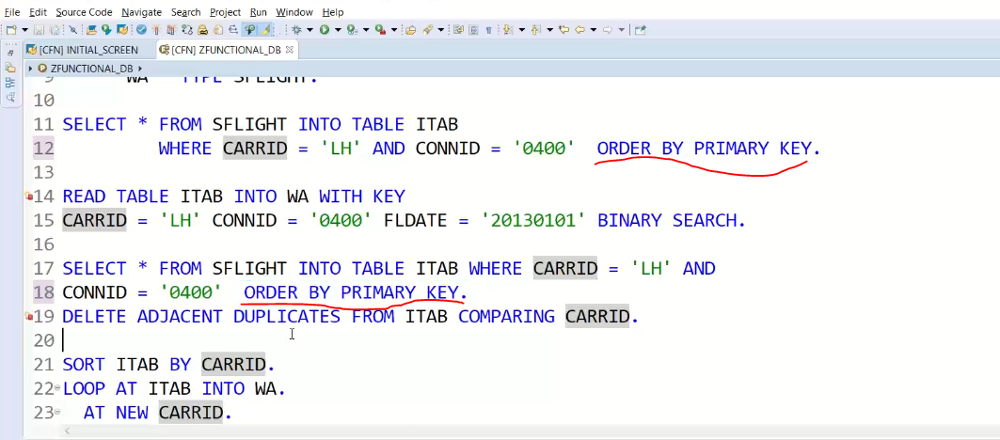 File Edit Source Code Navigate Search Project Run Window Help
[CFN] INITIAL_SCREEN [CFN] ZFUNCTIONAL_DB
ZFUNCTIONAL_DB
9 WA TYPE SFLIGHT.
10
11 SELECT * FROM SFLIGHT INTO TABLE ITAB
12 WHERE CARRID = 'LH' AND CONNID = '0400' ORDER BY PRIMARY KEY.
13
14 READ TABLE ITAB INTO WA WITH KEY
15 CARRID = 'LH' CONNID = '0400' FLDATE = '20130101' BINARY SEARCH.
16
17 SELECT * FROM SFLIGHT INTO TABLE ITAB WHERE CARRID = 'LH' AND
18 CONNID = '0400' ORDER BY PRIMARY KEY.
19 DELETE ADJACENT DUPLICATES FROM ITAB COMPARING CARRID.
20
21 SORT ITAB BY CARRID.
22 LOOP AT ITAB INTO WA.
23 AT NEW CARRID.